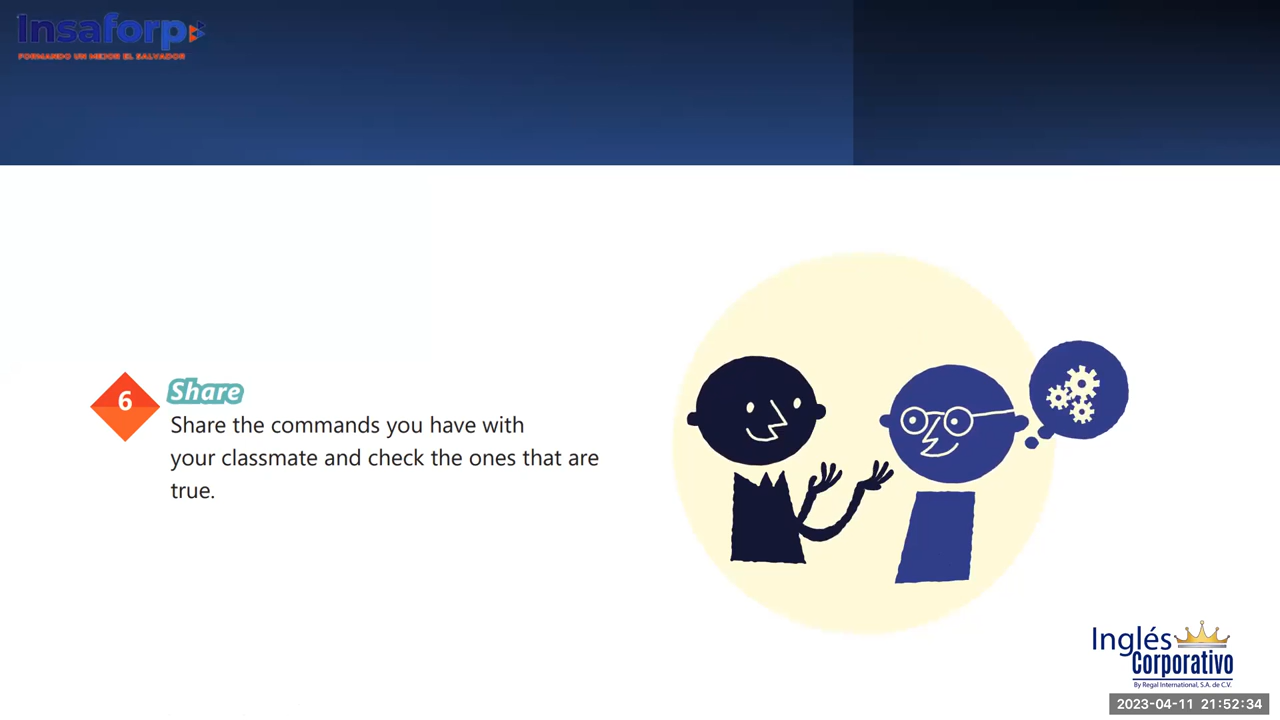 Insaforp
FORMANDO UN MEJOR EL SALVADOR
6
Share
Share the commands you have with
your classmate and check the ones that are
true.
Inglés
Corporativo
By Regal International, S.A. de C.V.
2023-04-11 21:52:34